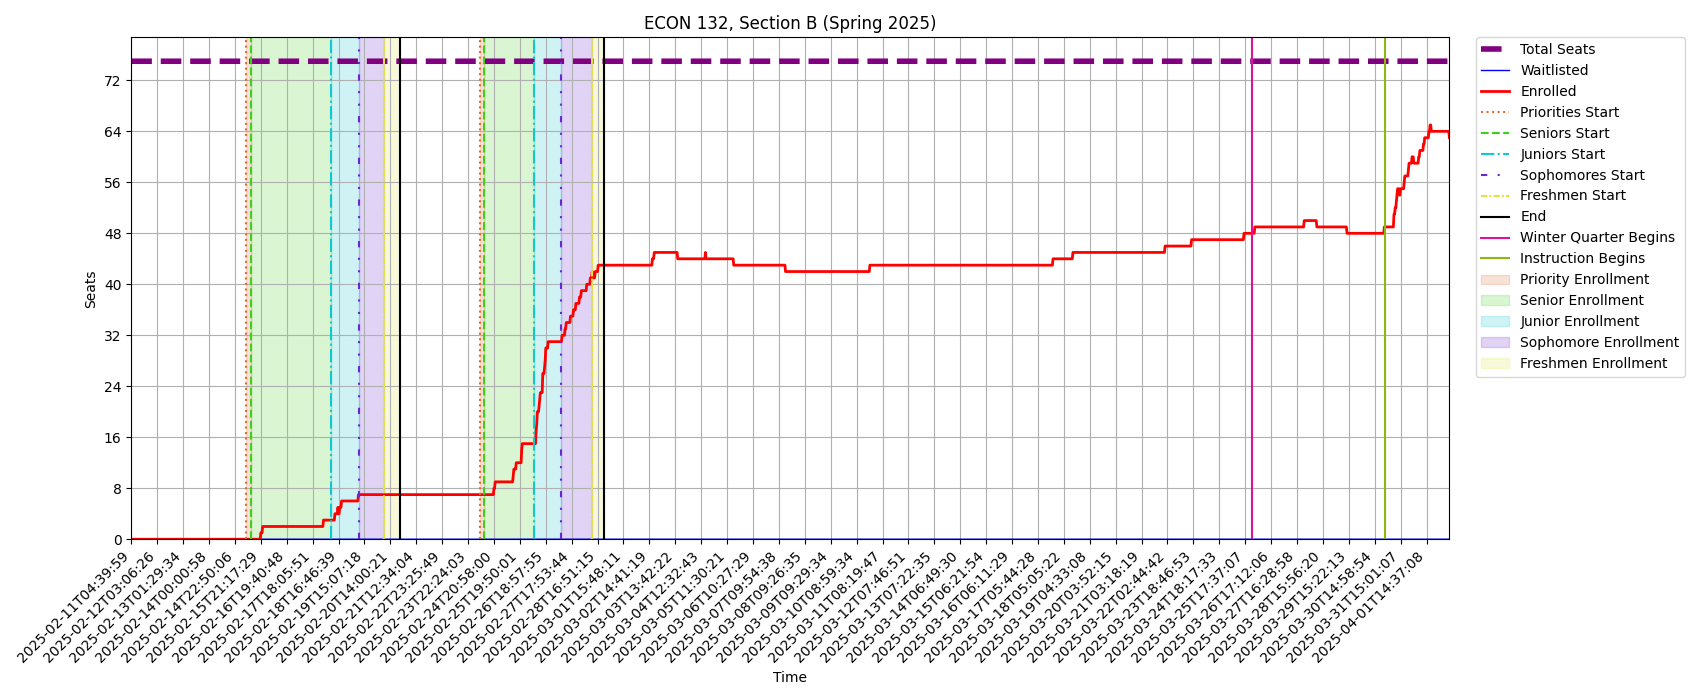 ECON 132, Section B (Spring 2025)
Total Seats
Waitlisted
Enrolled
Priorities Start
Seniors Start
Juniors Start
Sophomores Start
Freshmen Start
End
Winter Quarter Begins
Instruction Begins
Priority Enrollment
Senior Enrollment
Junior Enrollment
Sophomore Enrollment
Freshmen Enrollment
Seats
72
64
56
48
40
32
24
16
8
0
2025-02-11T04:39:59
2025-02-12T03:06:26
2025-02-13T01:29:34
2025-02-14T00:00:58
2025-02-14T22:50:06
2025-02-15T21:17:29
2025-02-16T19:40:48
2025-02-17T18:05:51
2025-02-18T16:46:39
2025-02-19T15:07:18
2025-02-20T14:00:21
2025-02-21T12:34:04
2025-02-22T23:25:49
2025-02-23T22:24:03
2025-02-24T20:58:00
2025-02-25T19:50:01
2025-02-26T18:57:55
2025-02-27T17:53:44
2025-02-28T16:51:15
2025-03-01T15:48:11
2025-03-02T14:41:19
2025-03-03T13:42:22
2025-03-04T12:32:43
2025-03-05T11:30:21
2025-03-06T10:27:29
2025-03-07T09:54:38
2025-03-08T09:26:35
2025-03-09T09:29:34
2025-03-10T08:59:34
2025-03-11T08:19:47
2025-03-12T07:46:51
2025-03-13T07:22:35
2025-03-14T06:49:30
2025-03-15T06:21:54
2025-03-16T06:11:29
2025-03-17T05:44:28
2025-03-18T05:05:22
2025-03-19T04:33:08
2025-03-20T03:52:15
2025-03-21T03:18:19
2025-03-22T02:44:42
2025-03-23T18:46:53
2025-03-24T18:17:33
2025-03-25T17:37:07
2025-03-26T17:12:06
2025-03-27T16:28:58
2025-03-28T15:56:20
2025-03-29T15:22:13
2025-03-30T14:58:54
2025-03-31T15:01:07
2025-04-01T14:37:08
Time